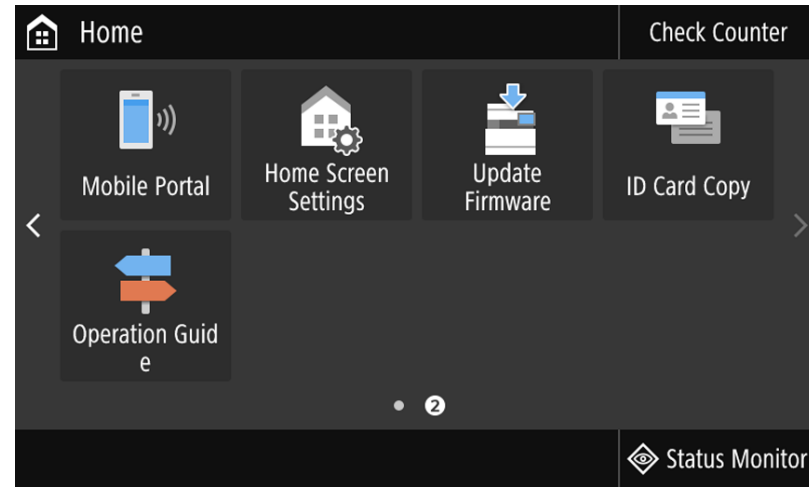 Home
Check Counter
Mobile Portal
Home Screen
Settings
Update
Firmware
ID Card Copy
Operation Guid
e
2
Status Monitor